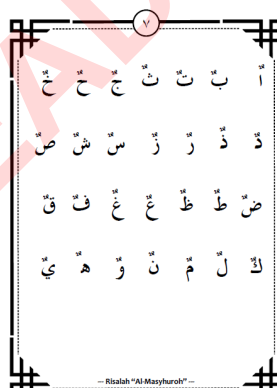 ٧
اٌ بٌ تٌ ثٌ جٌ حٌ خٌ
دٌ ذٌ رٌ زٌ سٌ شٌ صٌ
ضٌ طٌ ظٌ عٌ غٌ فٌ قٌ
كٌ لٌ مٌ نٌ وٌ هٌ يٌ
--- Risalah “Al-Masyhuroh” ---